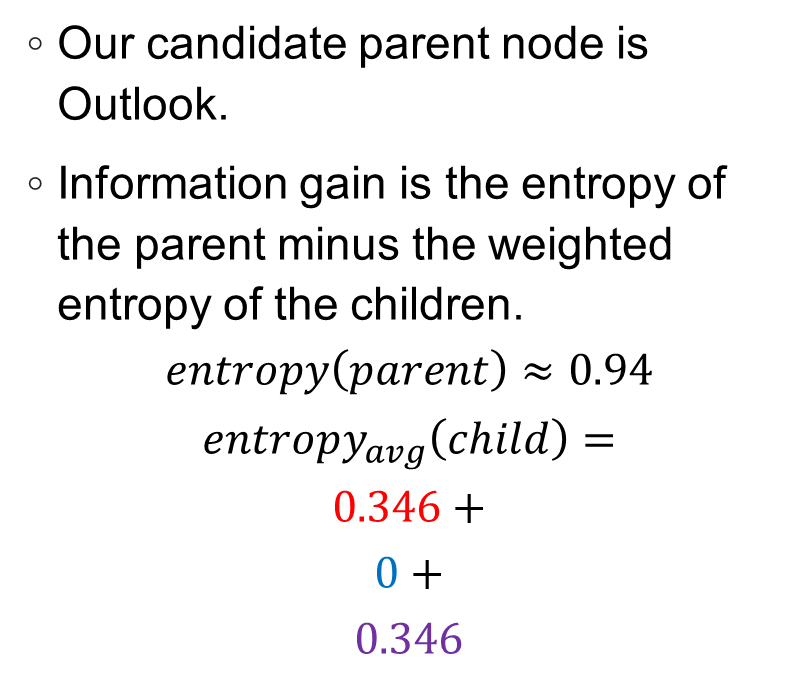 ◦ Our candidate parent node is
Outlook.
◦ Information gain is the entropy of
the parent minus the weighted
entropy of the children.
entropy(parent) ≈ 0.94
entropy_avg(child) =
0.346 +
0 +
0.346